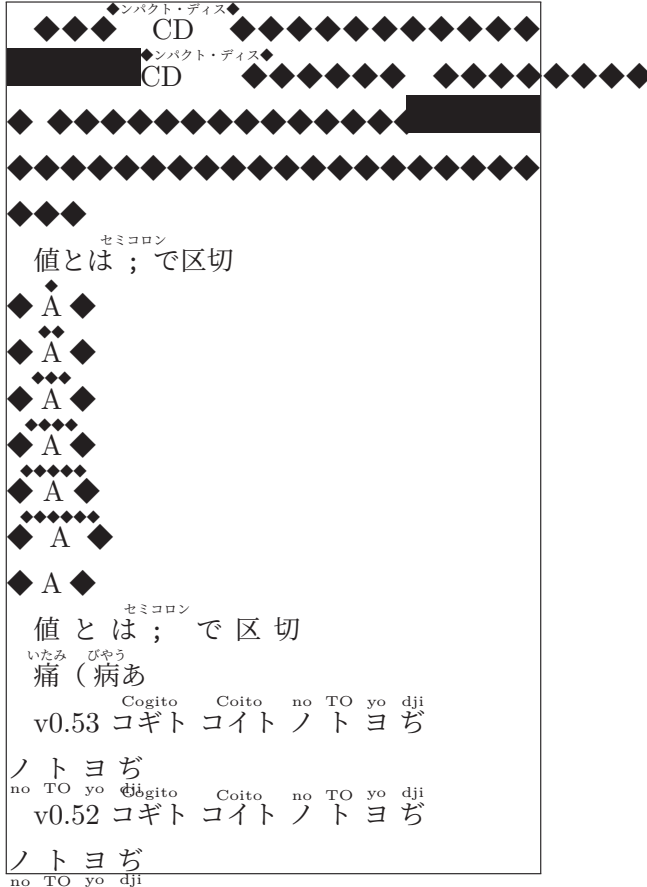 ◆ンパクト・ディス◆
◆◆◆ CD ◆◆◆◆◆◆◆◆◆◆◆◆
◆ンパクト・ディス◆
CD ◆◆◆◆◆◆ ◆◆◆◆◆◆◆◆
◆ ◆◆◆◆◆◆◆◆◆◆◆◆◆◆
◆◆◆◆◆◆◆◆◆◆◆◆◆◆◆◆◆◆◆◆
◆◆◆
セミコロン
値とは ; で区切
◆
◆ A ◆
◆◆
◆ A ◆
◆◆◆
◆ A ◆
◆◆◆◆
◆ A ◆
◆◆◆◆◆
◆ A ◆
◆◆◆◆◆◆
◆ A ◆
◆ A ◆
セミコロン
値 と は ; で 区 切
いたみ びやう
痛 ( 病あ
Cogito Coito no TO yo dji
v0.53 コギト コイト ノ ト ヨ ぢ
ノ ト ヨ ぢ
no TO yo dji
Cogito Coito no TO yo dji
v0.52 コギト コイト ノ ト ヨ ぢ
ノ ト ヨ ぢ
no TO yo dji